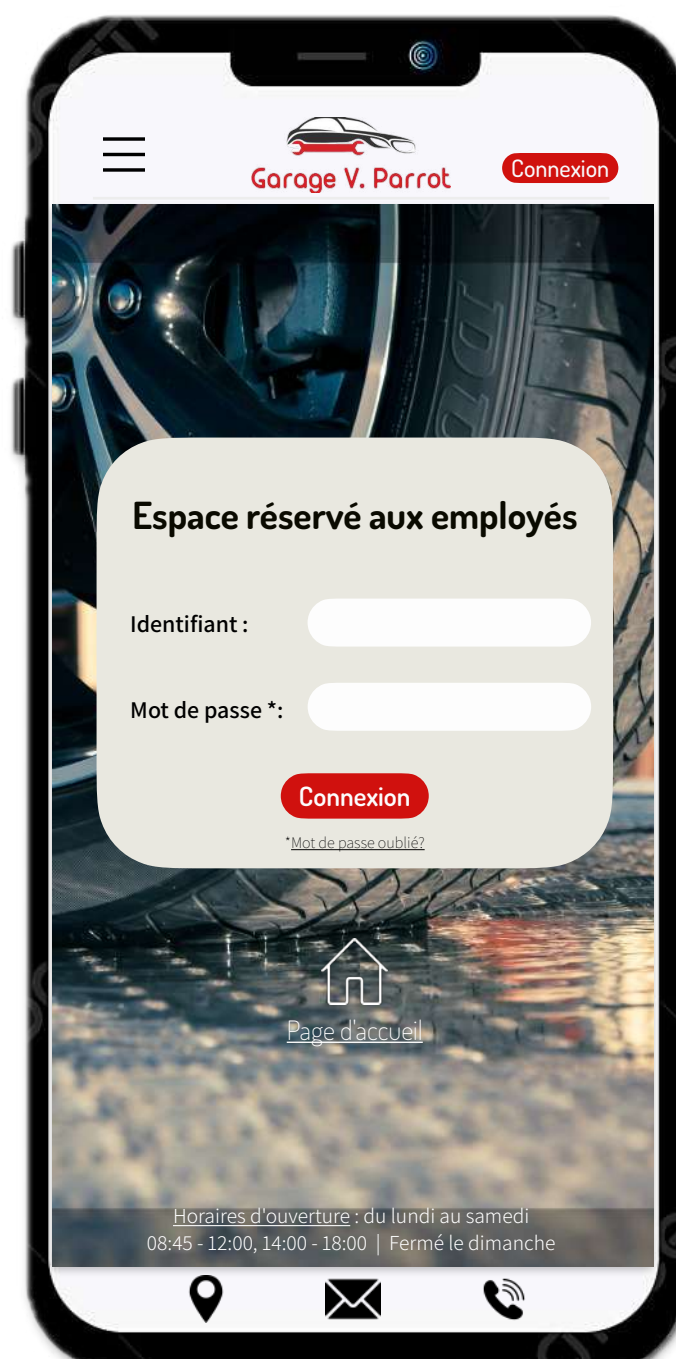 Garage V. Parrot
Connexion
Espace réservé aux employés
Identifiant :
Mot de passe *:
Connexion
*Mot de passe oublié?
Page d'accueil
Horaires d'ouverture : du lundi au samedi
08:45 - 12:00, 14:00 - 18:00 | Fermé le dimanche